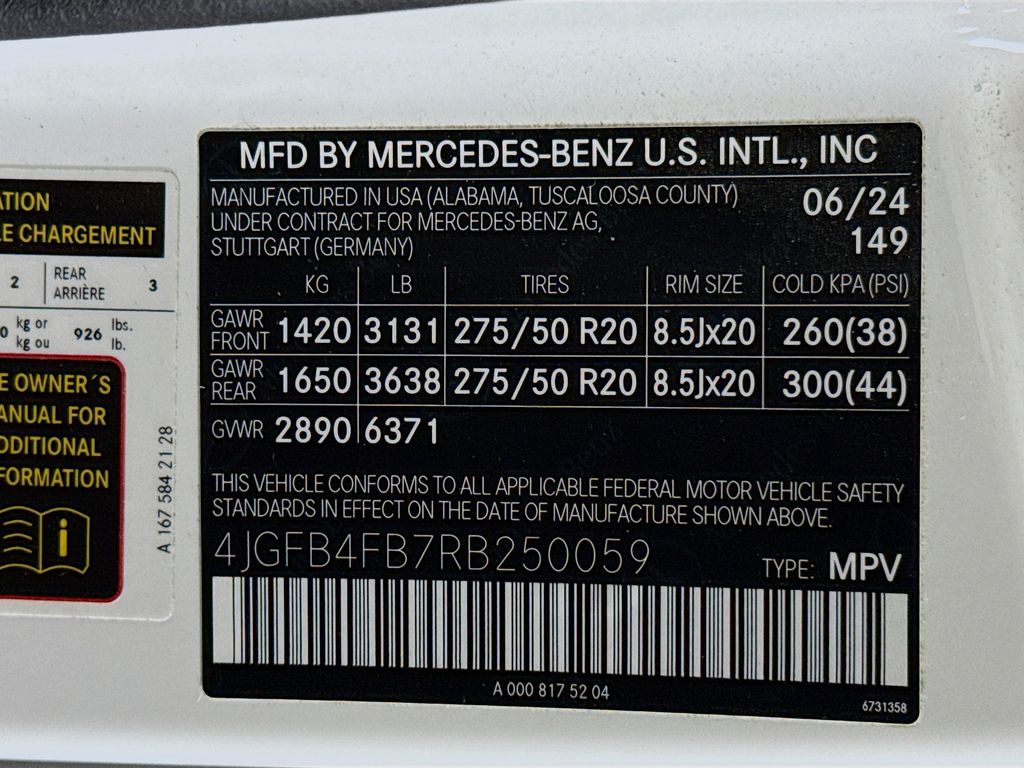 ATION
LE CHARGEMENT
2 REAR 3
ARRIÈRE
0 kg or 926 lbs.
kg ou lb.
E OWNER´S
ANUAL FOR
DDITIONAL
FORMATION
i
A 167 584 21 28
MFD BY MERCEDES-BENZ U.S. INTL., INC
MANUFACTURED IN USA (ALABAMA, TUSCALOOSA COUNTY) 06/24
UNDER CONTRACT FOR MERCEDES-BENZ AG,
STUTTGART (GERMANY) 149
KG LB TIRES RIM SIZE COLD KPA (PSI)
GAWR FRONT 1420 3131 275/50 R20 8.5Jx20 260(38)
GAWR REAR 1650 3638 275/50 R20 8.5Jx20 300(44)
GVWR 2890 6371
THIS VEHICLE CONFORMS TO ALL APPLICABLE FEDERAL MOTOR VEHICLE SAFETY
STANDARDS IN EFFECT ON THE DATE OF MANUFACTURE SHOWN ABOVE.
4JGFB4FB7RB250059 TYPE: MPV
A 000 817 52 04
6731358